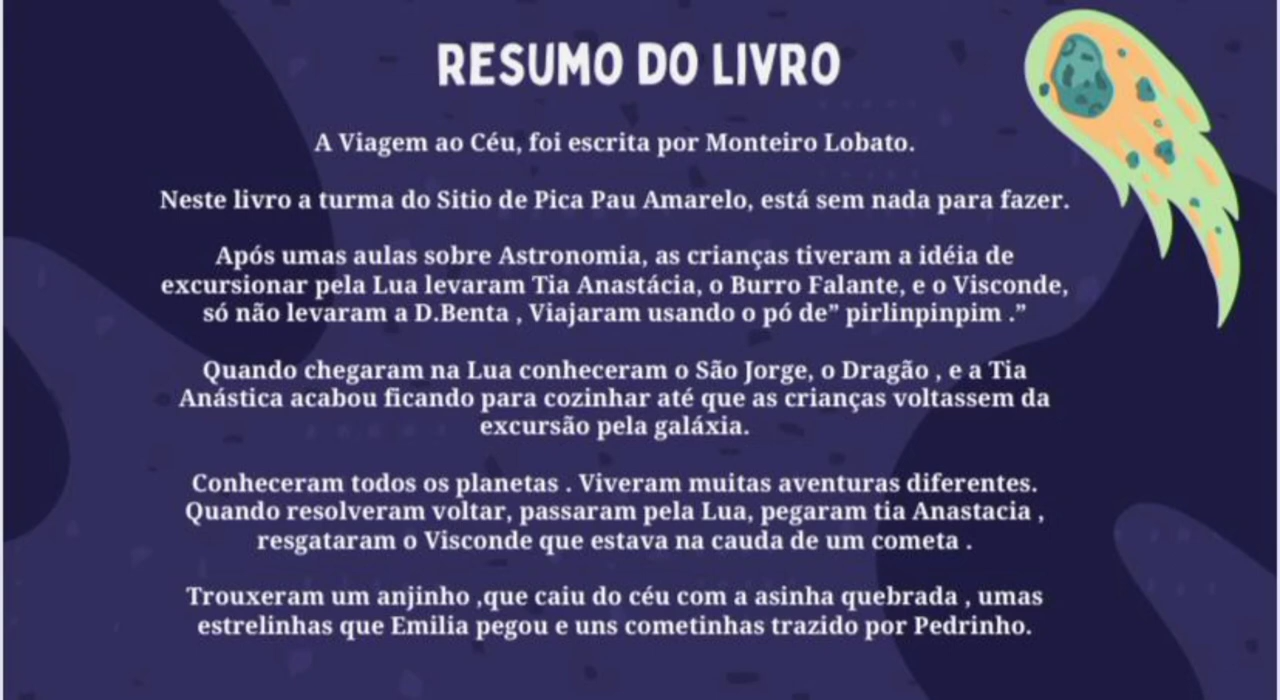 RESUMO DO LIVRO
A Viagem ao Céu, foi escrita por Monteiro Lobato.
Neste livro a turma do Sitio de Pica Pau Amarelo, está sem nada para fazer.
Após umas aulas sobre Astronomia, as crianças tiveram a idéia de
excursionar pela Lua levaram Tia Anastácia, o Burro Falante, e o Visconde,
só não levaram a D.Benta , Viajaram usando o pó de” pirlinpinpim .”
Quando chegaram na Lua conheceram o São Jorge, o Dragão , e a Tia
Anástica acabou ficando para cozinhar até que as crianças voltassem da
excursão pela galáxia.
Conheceram todos os planetas . Viveram muitas aventuras diferentes.
Quando resolveram voltar, passaram pela Lua, pegaram tia Anastacia ,
resgataram o Visconde que estava na cauda de um cometa .
Trouxeram um anjinho ,que caiu do céu com a asinha quebrada , umas
estrelinhas que Emilia pegou e uns cometinhas trazido por Pedrinho.